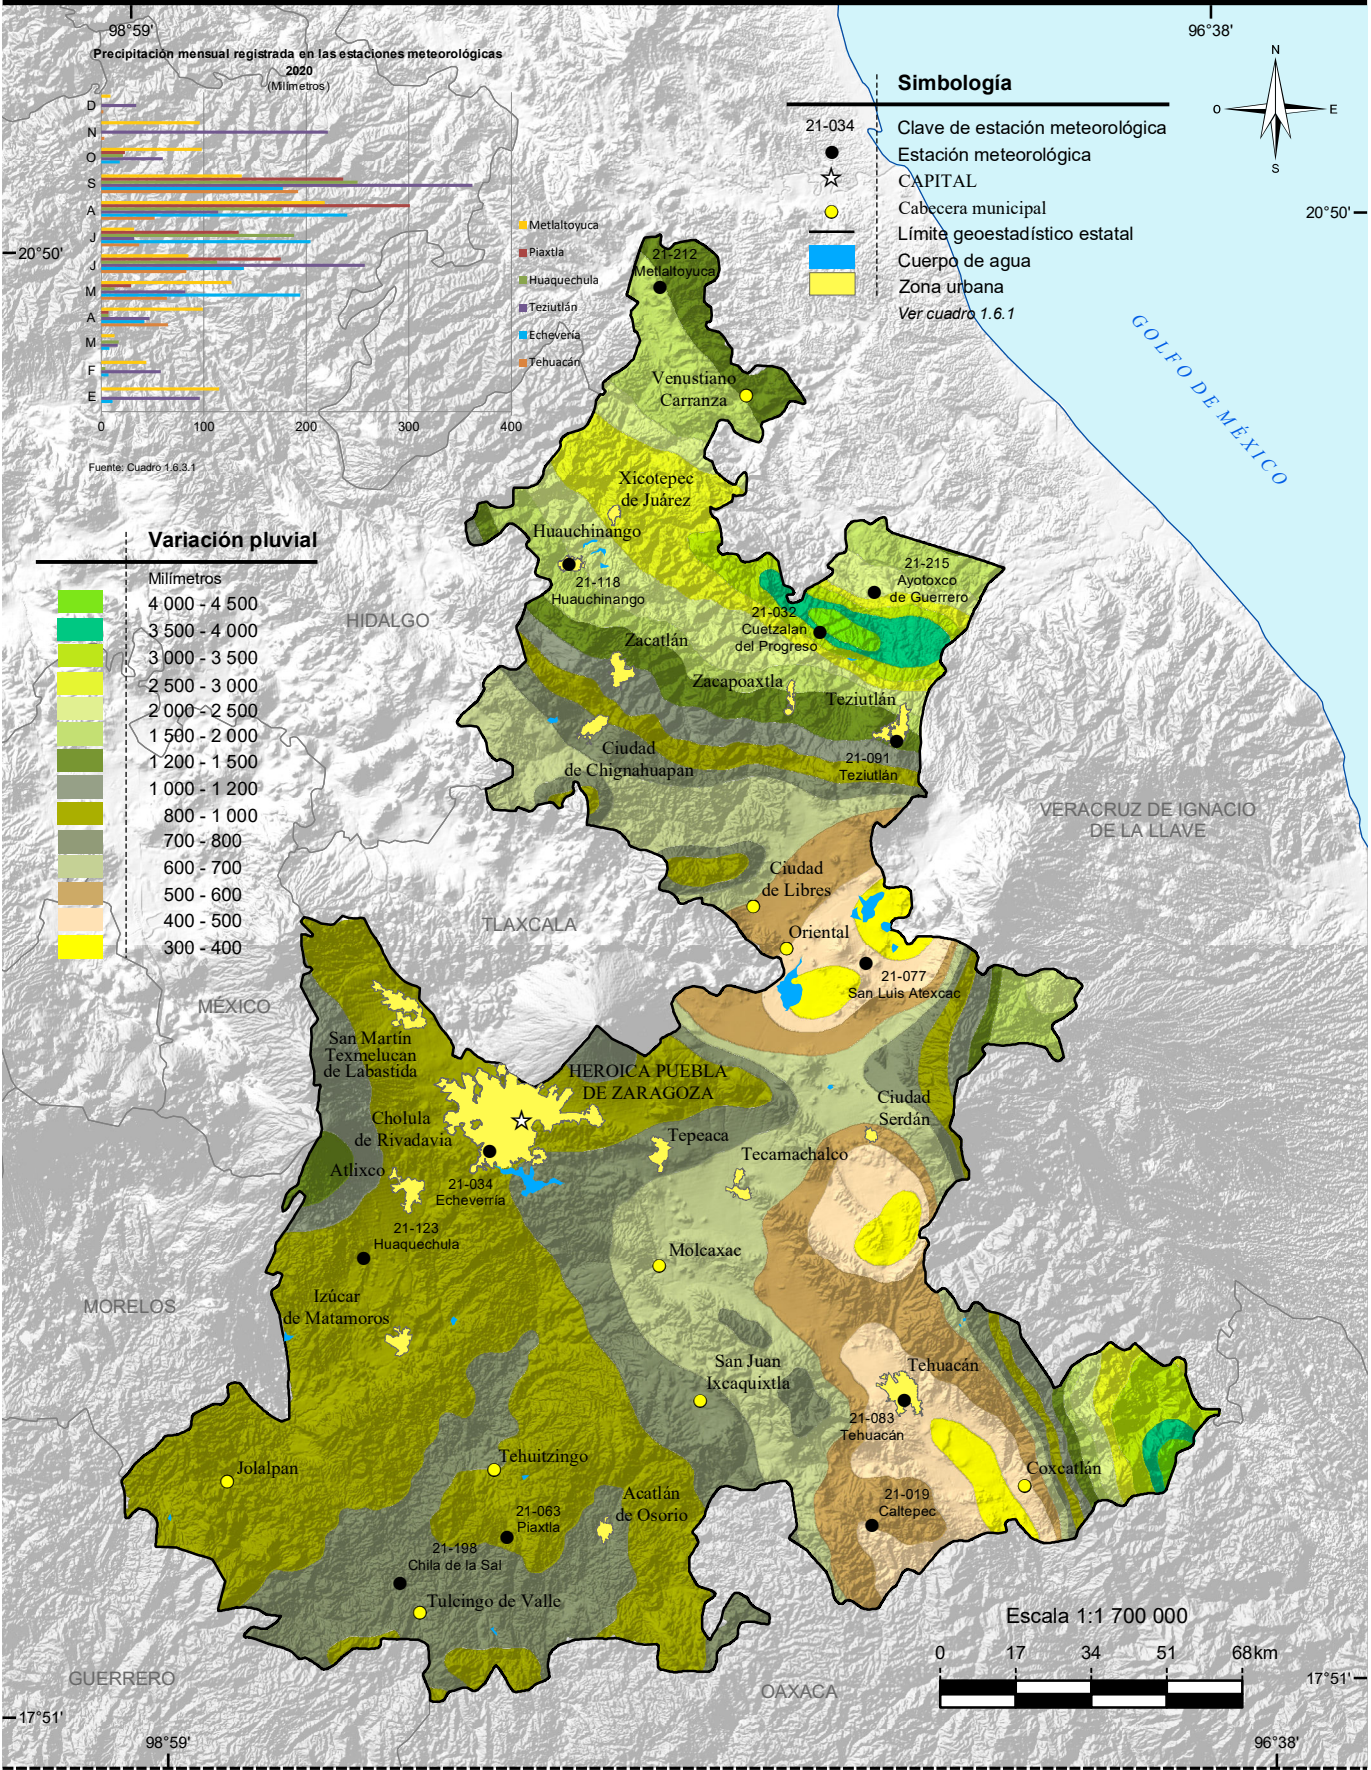 98°59'
96°38'
Precipitación mensual registrada en las estaciones meteorológicas
2020
(Milímetros)
D
N
O
S
A
J
J
M
A
M
F
E
0
100
200
300
400
Metlaltoyuca
Piaxtla
Huaquechula
Teziutlán
Echevería
Tehuacán
Fuente: Cuadro 1.6.3.1
Simbología
21-034
Clave de estación meteorológica
Estación meteorológica
CAPITAL
Cabecera municipal
Límite geoestadístico estatal
Cuerpo de agua
Zona urbana
Ver cuadro 1.6.1
N
O
E
S
20°50'
20°50'
GOLFO DE MÉXICO
Variación pluvial
Milímetros
4 000 - 4 500
3 500 - 4 000
3 000 - 3 500
2 500 - 3 000
2 000 - 2 500
1 500 - 2 000
1 200 - 1 500
1 000 - 1 200
800 - 1 000
700 - 800
600 - 700
500 - 600
400 - 500
300 - 400
21-212
Metlaltoyuca
Venustiano
Carranza
Xicotepec
de Juárez
Huauchinango
21-118
Huauchinango
21-215
Ayotoxco
de Guerrero
21-032
Cuetzalan
del Progreso
HIDALGO
Zacatlán
Zacapoaxtla
Teziutlán
21-091
Teziutlán
Ciudad
de Chignahuapan
VERACRUZ DE IGNACIO
DE LA LLAVE
Ciudad
de Libres
TLAXCALA
Oriental
21-077
San Luis Atexcac
MÉXICO
San Martín
Texmelucan
de Labastida
HEROICA PUEBLA
DE ZARAGOZA
Cholula
de Rivadavia
Ciudad
Serdán
Tepeaca
Tecamachalco
Atlixco
21-034
Echeverría
21-123
Huaquechula
Molcaxac
MORELOS
Izúcar
de Matamoros
San Juan
Ixcaquixtla
Tehuacán
21-083
Tehuacán
Jolalpan
Tehuitzingo
Coxcatlán
21-019
Caltepec
Acatlán
de Osorio
21-063
Piaxtla
21-198
Chila de la Sal
Tulcingo de Valle
Escala 1:1 700 000
0
17
34
51
68km
GUERRERO
OAXACA
17°51'
17°51'
98°59'
96°38'